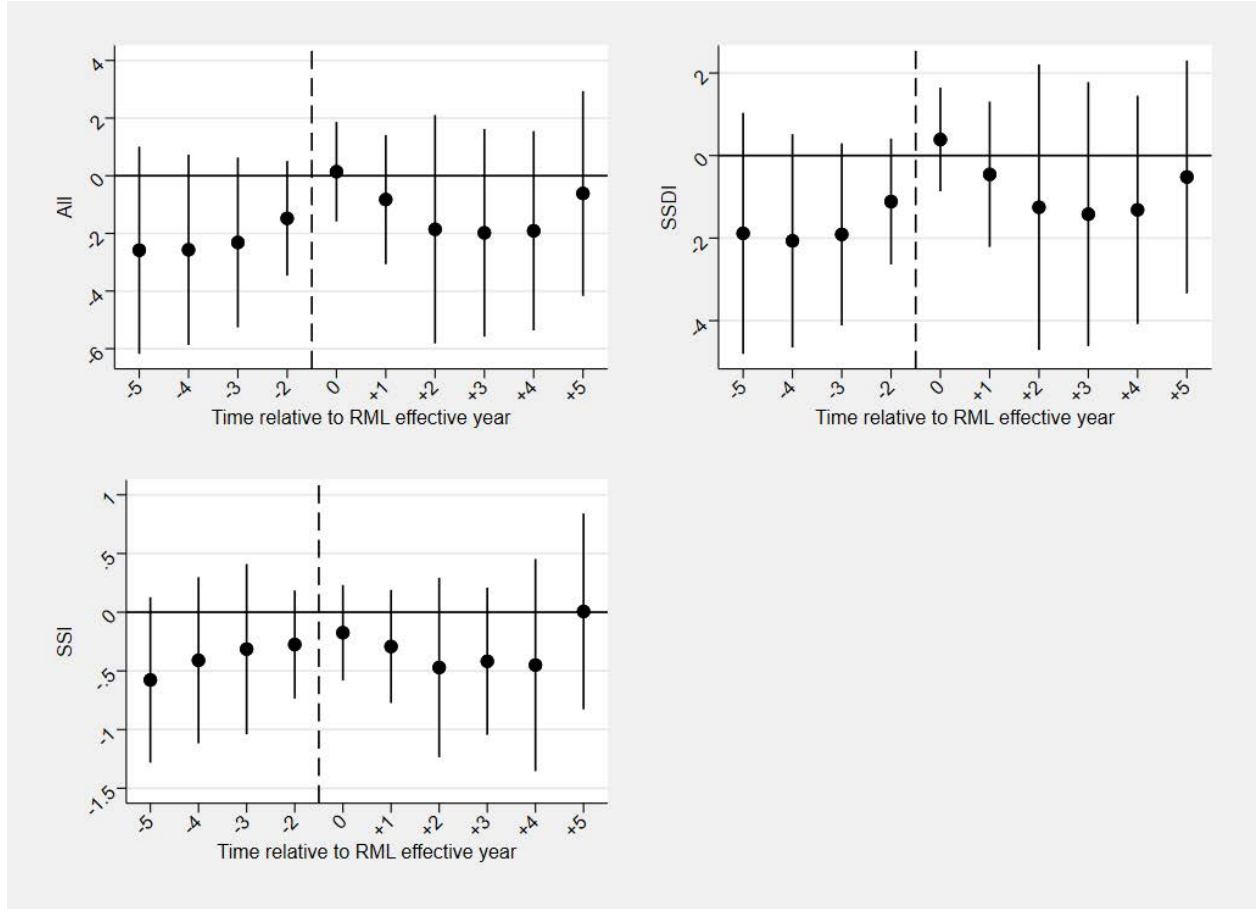 All
4
2
0
-2
-4
-6
-5 -4 -3 -2 0 +1 +2 +3 +4 +5
Time relative to RML effective year
SSDI
2
0
-2
-4
-5 -4 -3 -2 0 +1 +2 +3 +4 +5
Time relative to RML effective year
SSI
1
.5
0
-.5
-1
-1.5
-5 -4 -3 -2 0 +1 +2 +3 +4 +5
Time relative to RML effective year